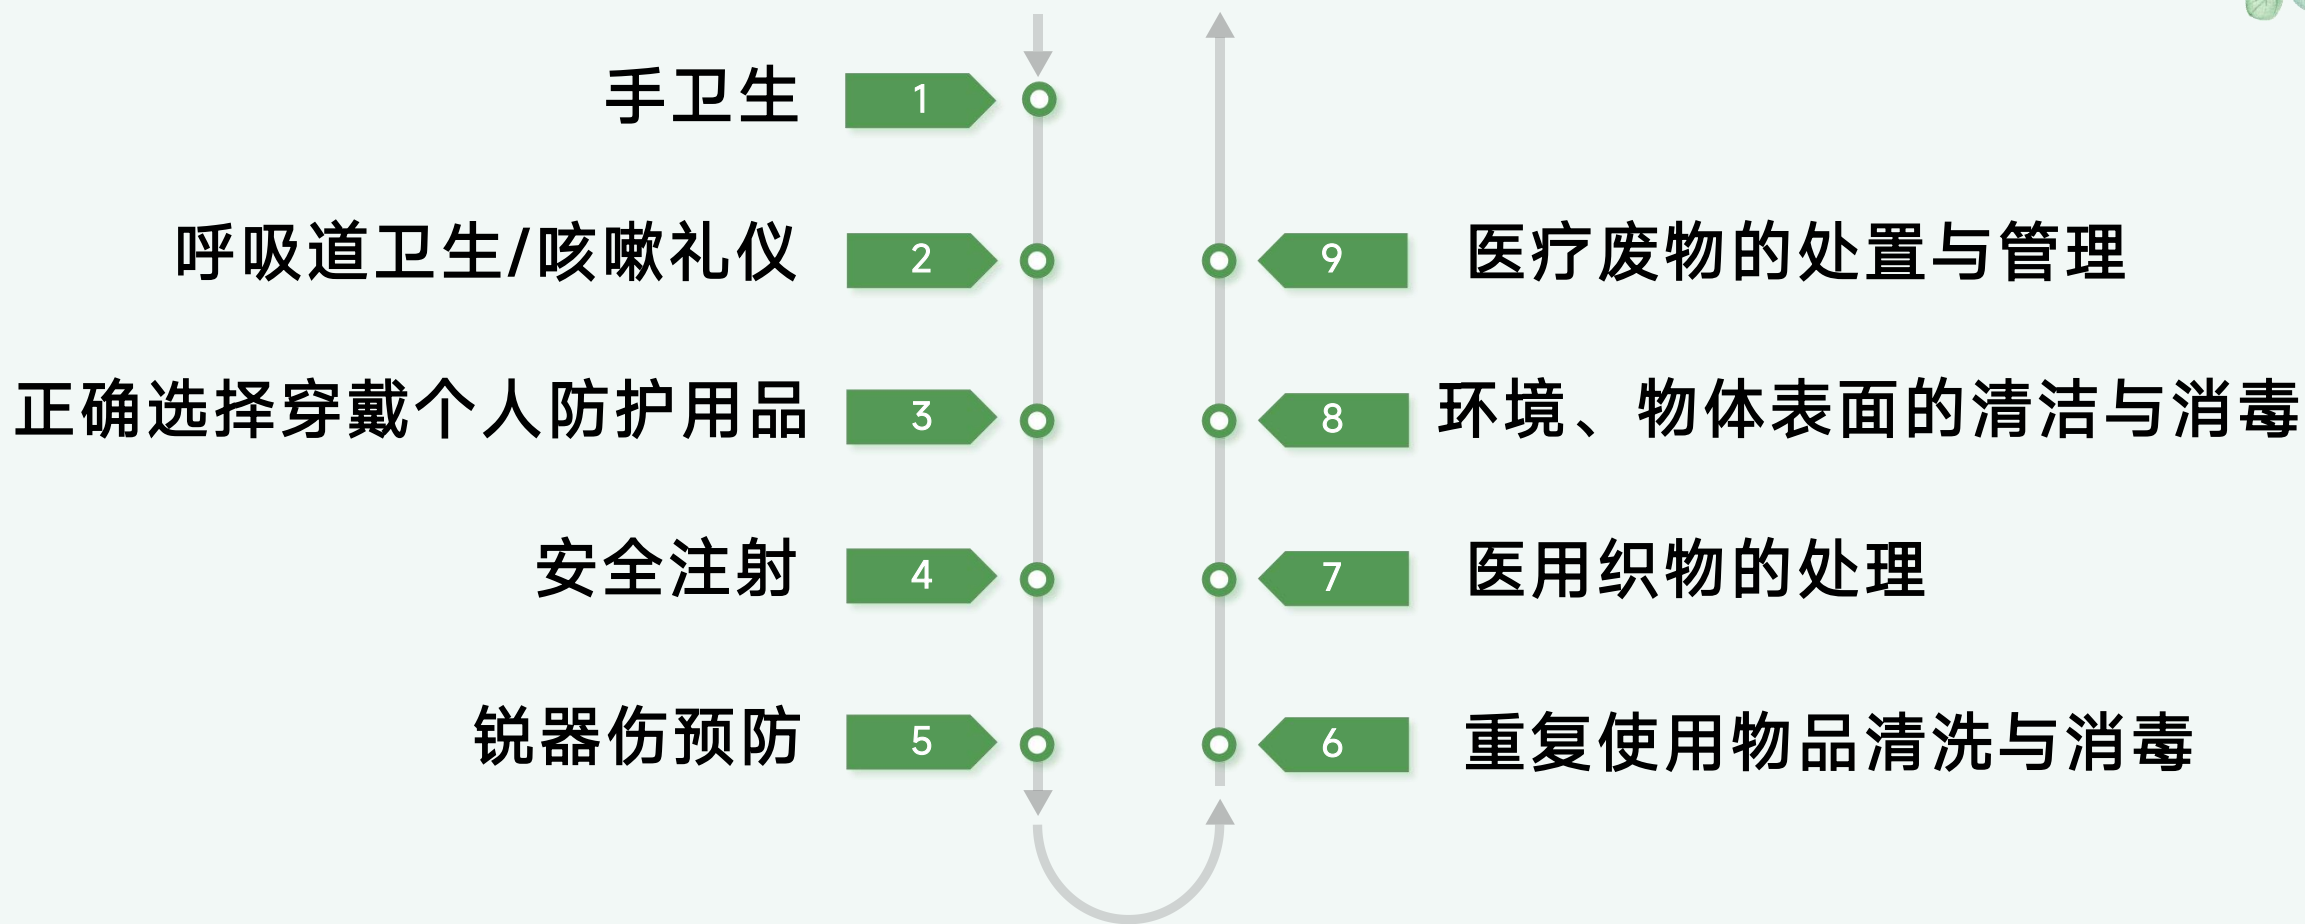 手卫生 1
呼吸道卫生/咳嗽礼仪 2
正确选择穿戴个人防护用品 3
安全注射 4
锐器伤预防 5
6 重复使用物品清洗与消毒
7 医用织物的处理
8 环境、物体表面的清洁与消毒
9 医疗废物的处置与管理